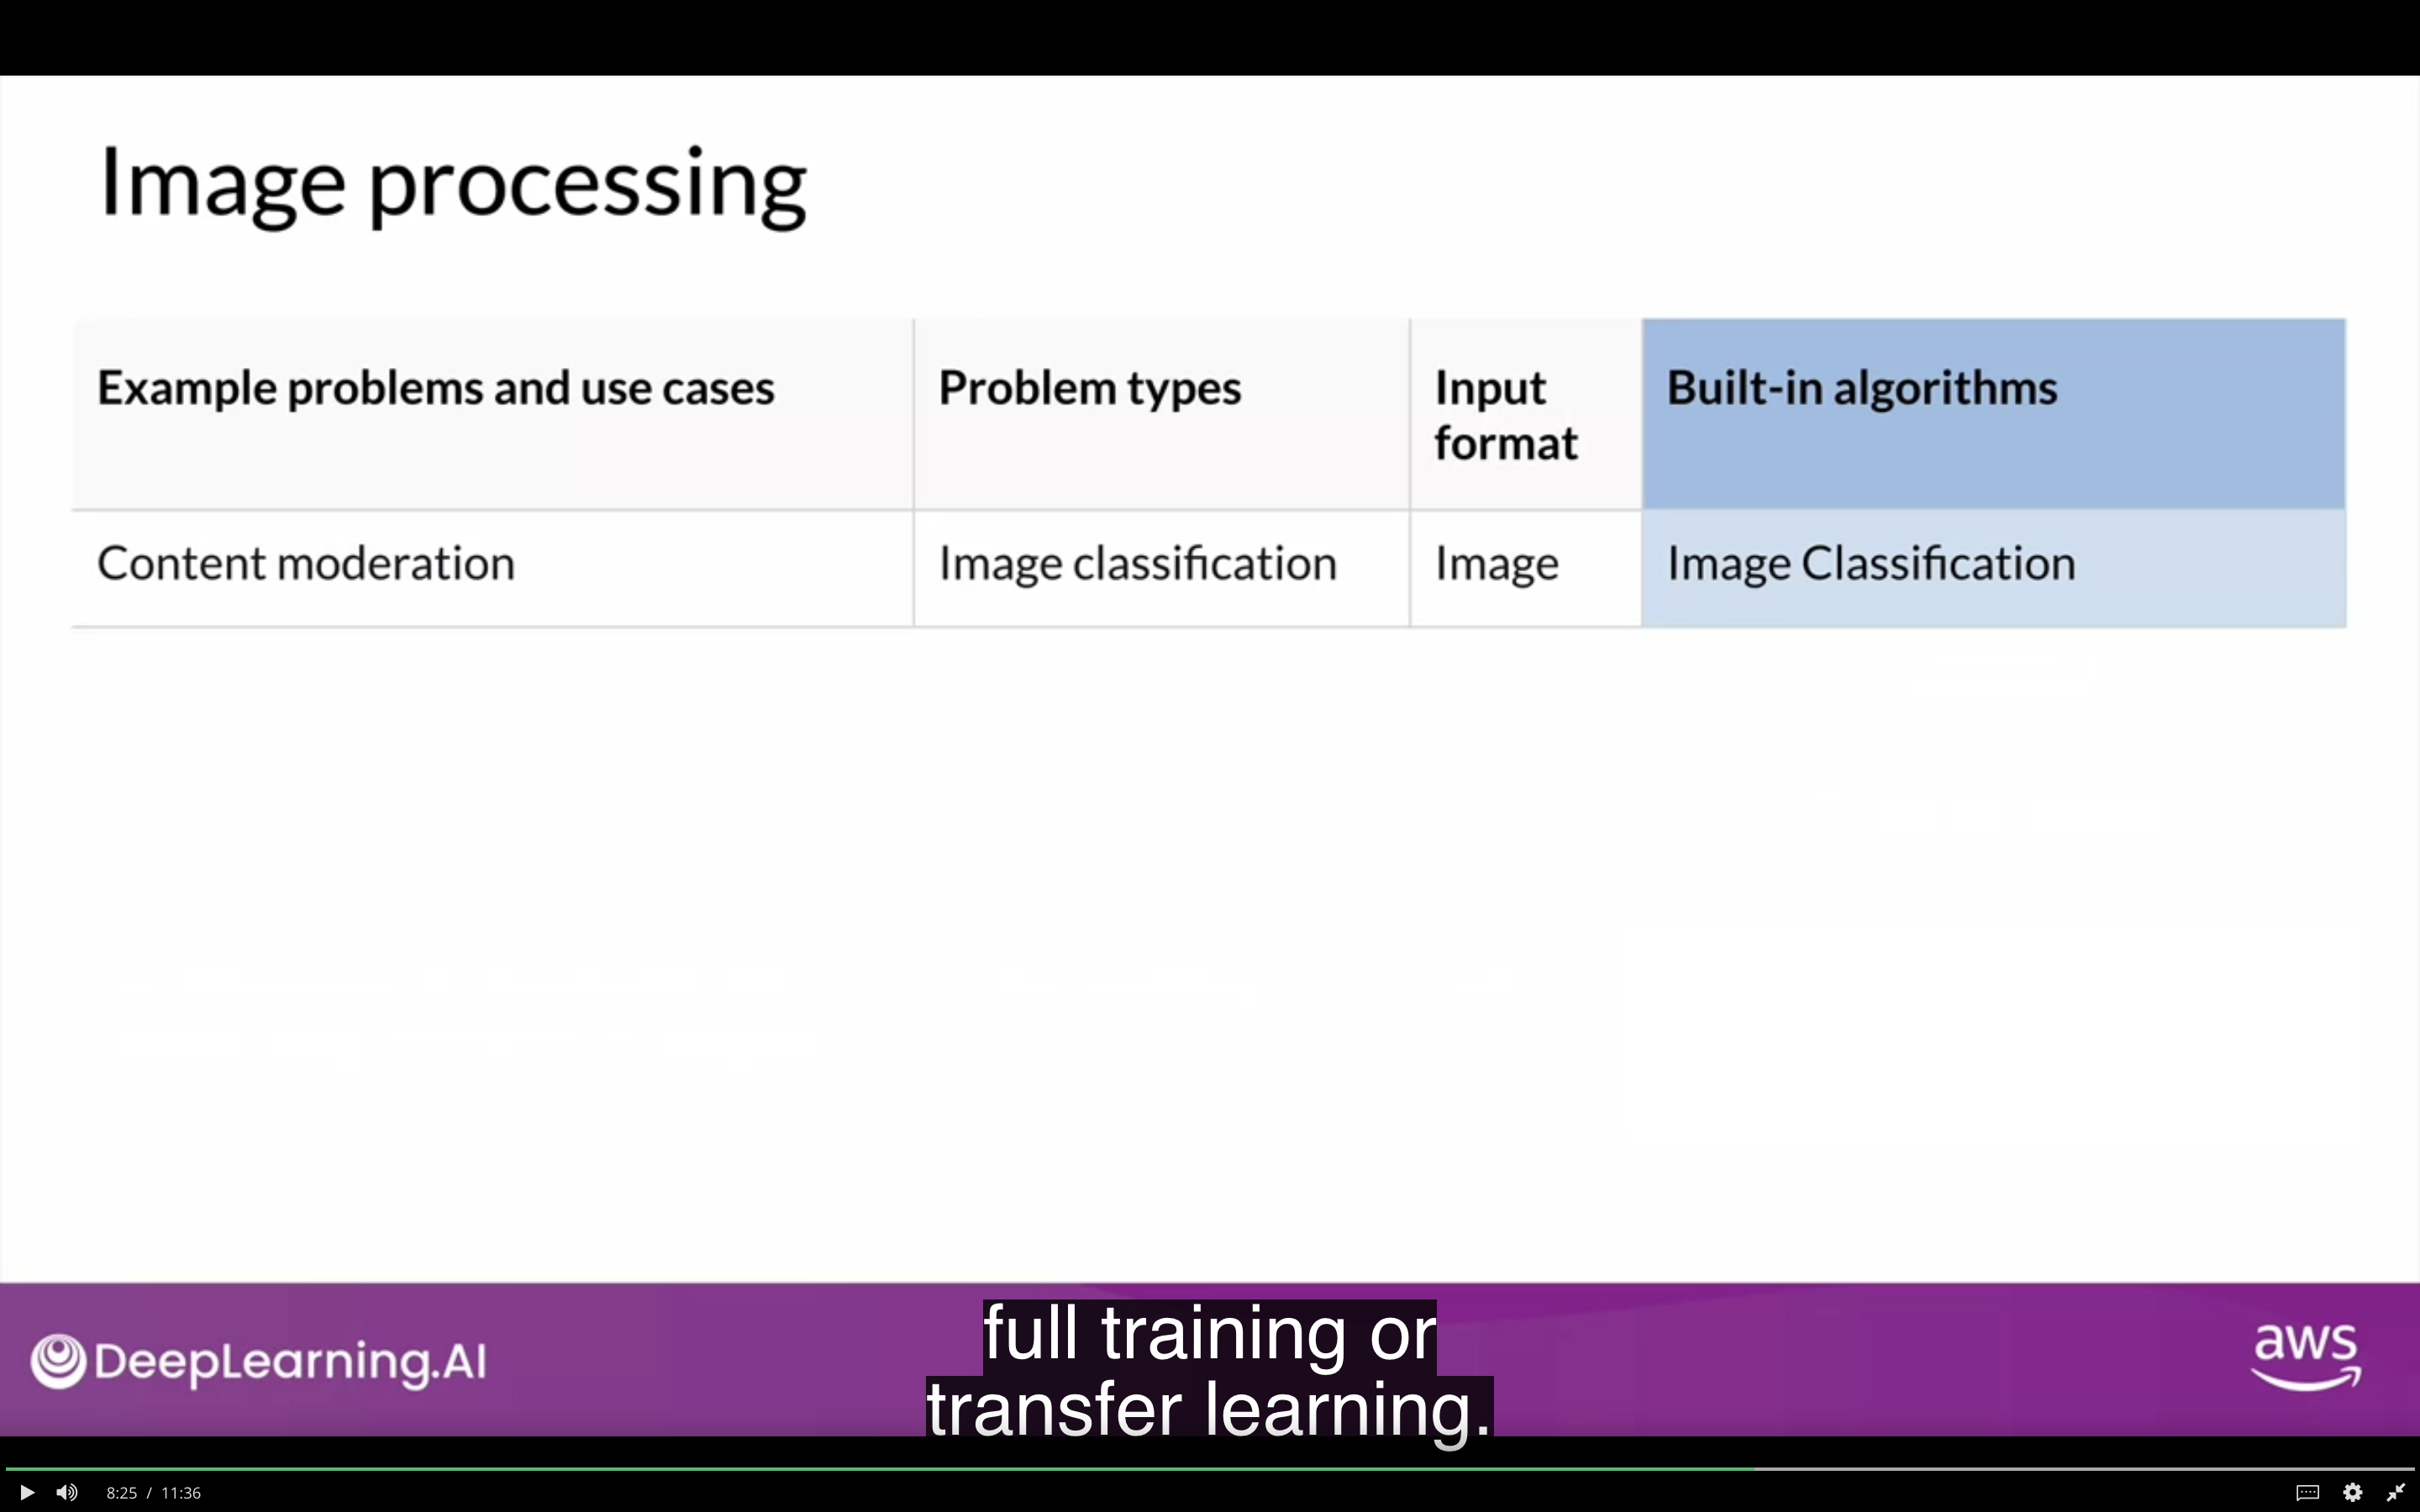 Image processing
Example problems and use cases
Problem types
Input
format
Built-in algorithms
Content moderation
Image classification
Image
Image Classification
DeepLearning.AI
full training or
transfer learning.
aws
8:25 / 11:36